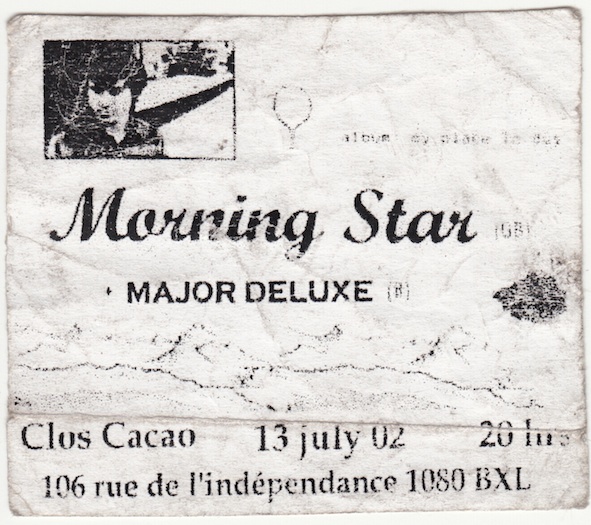 album: my place in dust
Morning Star (GB)
MAJOR DELUXE (B)
Clos Cacao 13 july 02 20 hrs
106 rue de l'indépendance 1080 BXL